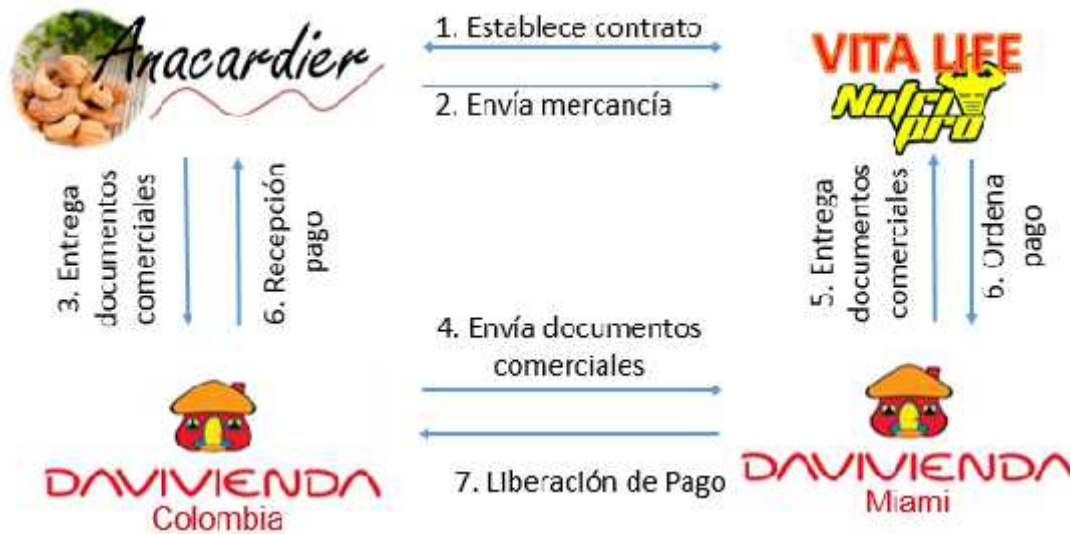 Anacardier
1. Establece contrato
2. Envía mercancía
VITA LIFE
Nutri
pro
3. Entrega
documentos
comerciales
6. Recepción
pago
5. Entrega
documentos
comerciales
6. Ordena
pago
4. Envía documentos
comerciales
7. Liberación de Pago
DAVIVIENDA
Colombia
DAVIVIENDA
Miami